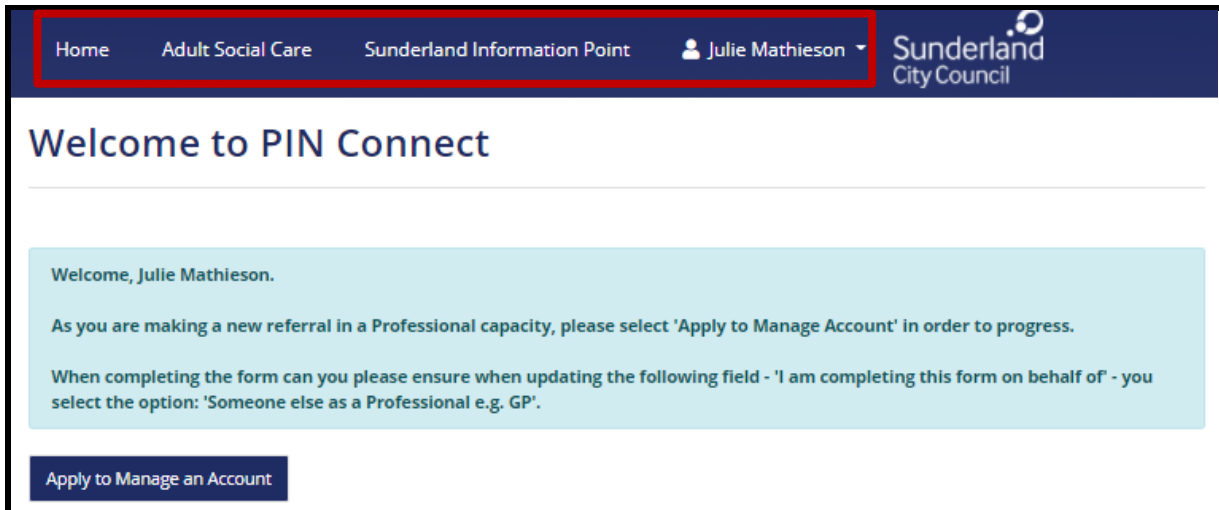 Home Adult Social Care Sunderland Information Point Julie Mathieson Sunderland
City Council
Welcome to PIN Connect
Welcome, Julie Mathieson.
As you are making a new referral in a Professional capacity, please select 'Apply to Manage Account' in order to progress.
When completing the form can you please ensure when updating the following field - 'I am completing this form on behalf of' - you
select the option: 'Someone else as a Professional e.g. GP'.
Apply to Manage an Account